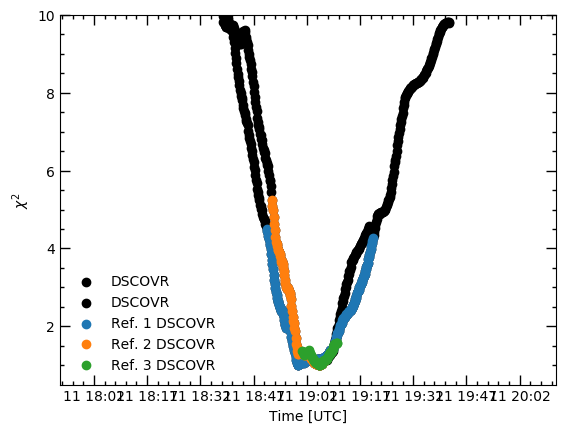 10
8
6
4
2
χ²
DSCOVR
DSCOVR
Ref. 1 DSCOVR
Ref. 2 DSCOVR
Ref. 3 DSCOVR
11 18:02 11 18:17 11 18:32 11 18:47 11 19:02 11 19:17 11 19:32 11 19:47 11 20:02
Time [UTC]